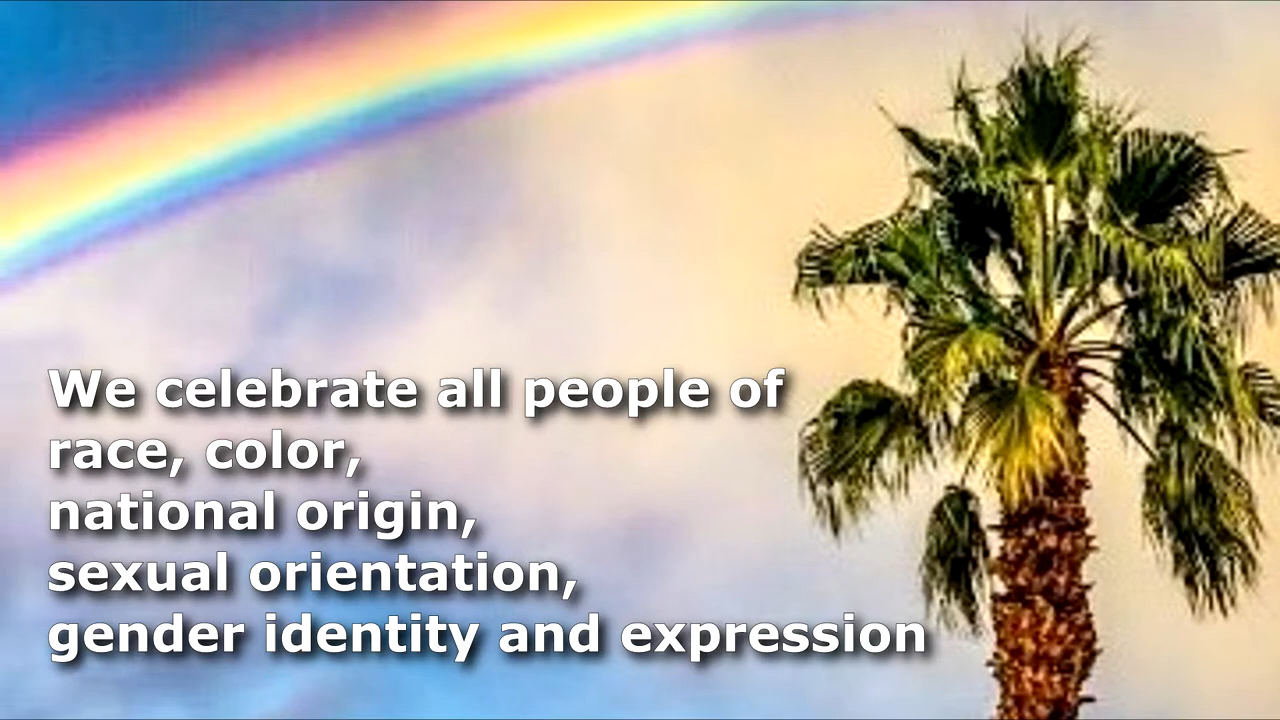 We celebrate all people of
race, color,
national origin,
sexual orientation,
gender identity and expression